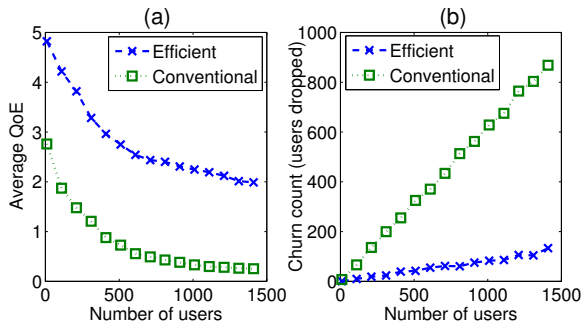 (a)
Efficient
Conventional
5
4
3
2
1
0
Average QoE
0
500
1000
1500
Number of users
(b)
Efficient
Conventional
1000
800
600
400
200
0
Churn count (users dropped)
0
500
1000
1500
Number of users